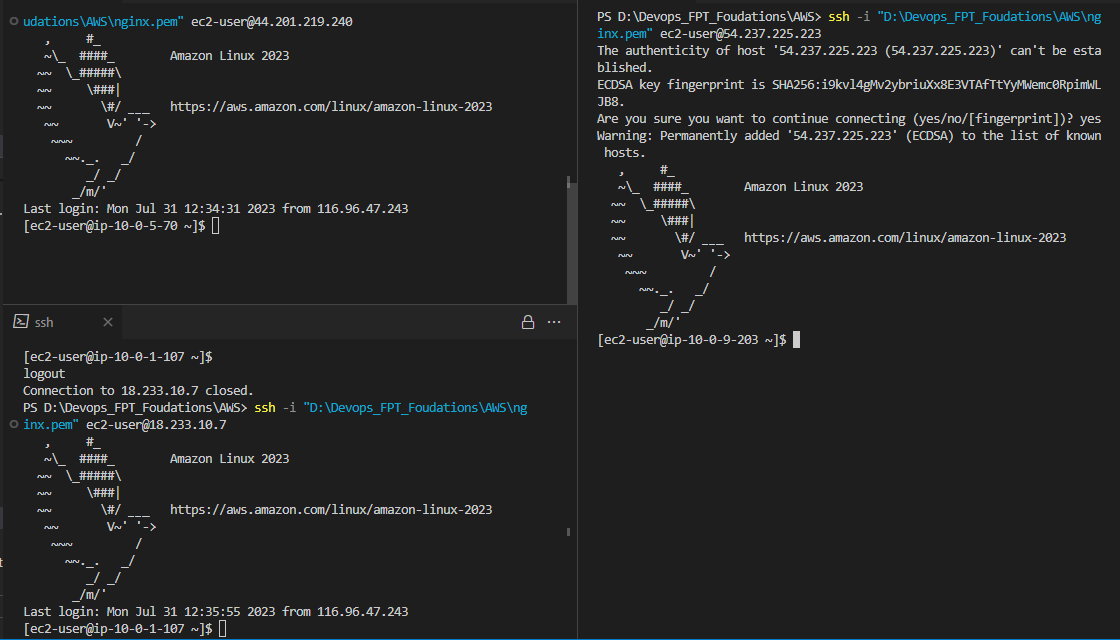 udations\AWS\nginx.pem" ec2-user@44.201.219.240
   ,     #_
   ~\_  ####_        Amazon Linux 2023
  ~~  \_#####\
  ~~     \###|
  ~~       \#/ ___   https://aws.amazon.com/linux/amazon-linux-2023
   ~~       V~' '->
    ~~~         /
      ~~._.   _/
         _/ _/
       _/m/'
Last login: Mon Jul 31 12:34:31 2023 from 116.96.47.243
[ec2-user@ip-10-0-5-70 ~]$
ssh
[ec2-user@ip-10-0-1-107 ~]$
logout
Connection to 18.233.10.7 closed.
PS D:\Devops_FPT_Foudations\AWS> ssh -i "D:\Devops_FPT_Foudations\AWS\ng
inx.pem" ec2-user@18.233.10.7
   ,     #_
   ~\_  ####_        Amazon Linux 2023
  ~~  \_#####\
  ~~     \###|
  ~~       \#/ ___   https://aws.amazon.com/linux/amazon-linux-2023
   ~~       V~' '->
    ~~~         /
      ~~._.   _/
         _/ _/
       _/m/'
Last login: Mon Jul 31 12:35:55 2023 from 116.96.47.243
[ec2-user@ip-10-0-1-107 ~]$
PS D:\Devops_FPT_Foudations\AWS> ssh -i "D:\Devops_FPT_Foudations\AWS\ng
inx.pem" ec2-user@54.237.225.223
The authenticity of host '54.237.225.223 (54.237.225.223)' can't be esta
blished.
ECDSA key fingerprint is SHA256:i9kvl4gMv2ybriuXx8E3VTAfTtYyMWemc0RpimWL
JB8.
Are you sure you want to continue connecting (yes/no/[fingerprint])? yes
Warning: Permanently added '54.237.225.223' (ECDSA) to the list of known
 hosts.
   ,     #_
   ~\_  ####_        Amazon Linux 2023
  ~~  \_#####\
  ~~     \###|
  ~~       \#/ ___   https://aws.amazon.com/linux/amazon-linux-2023
   ~~       V~' '->
    ~~~         /
      ~~._.   _/
         _/ _/
       _/m/'
[ec2-user@ip-10-0-9-203 ~]$